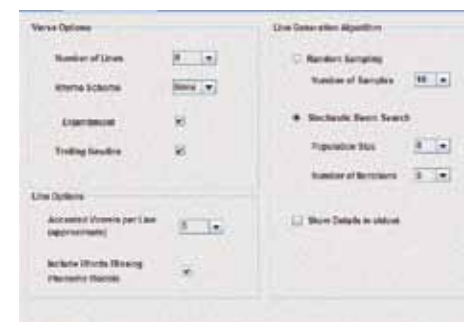 Verse Options
Number of Lines
Rhyme Scheme
None
Enjambment
Trailing Newline
Line Options
Accented Vowels per Line
(approximate)
Include Words Missing
Line Generation Algorithm
Random Sampling
Number of Samples
Stochastic Beam Search
Population Size
Number of Iterations
Show Details in stdout